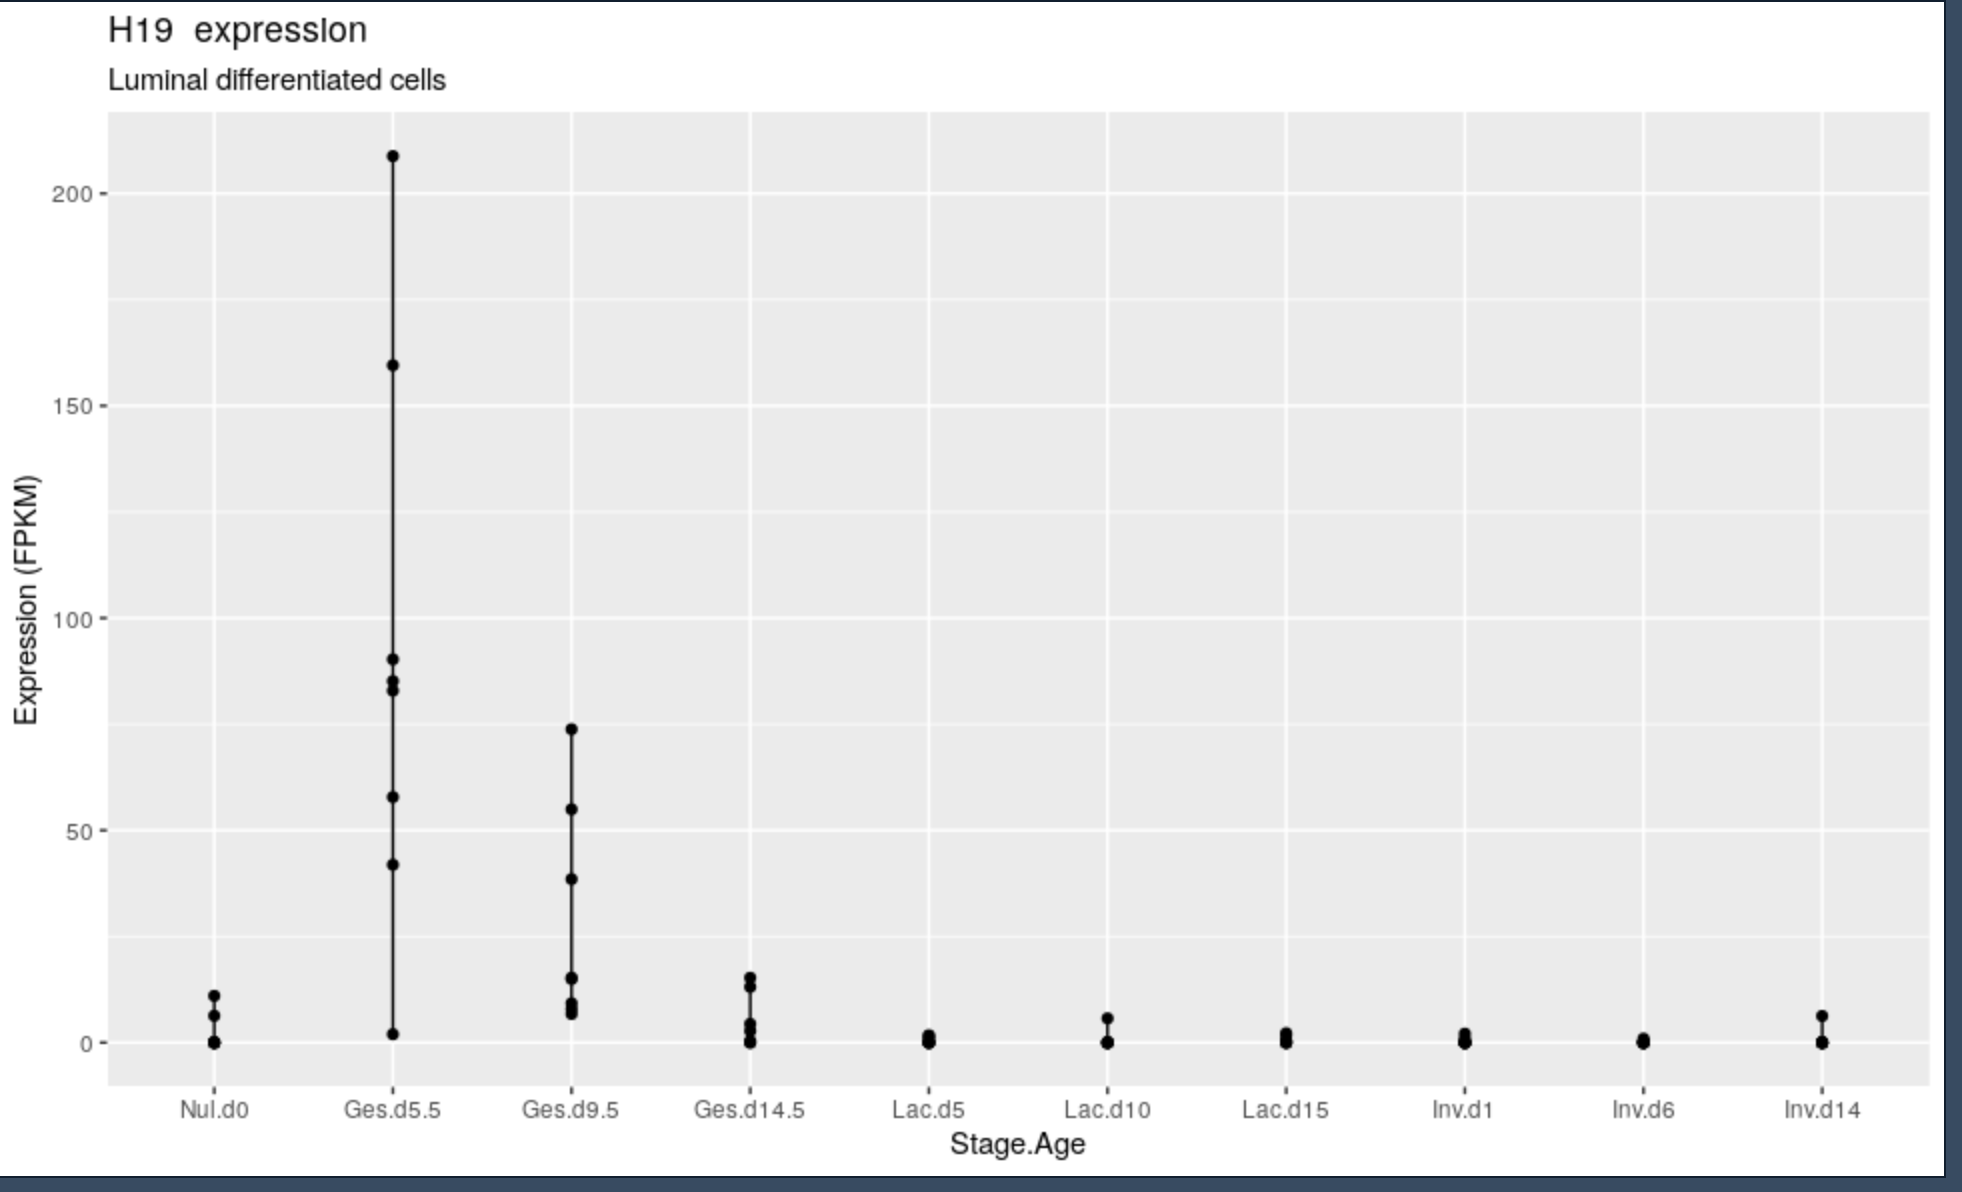 H19  expression
Luminal differentiated cells
Expression (FPKM)
200
150
100
50
0
Nul.d0 Ges.d5.5 Ges.d9.5 Ges.d14.5 Lac.d5 Lac.d10 Lac.d15 Inv.d1 Inv.d6 Inv.d14
Stage.Age